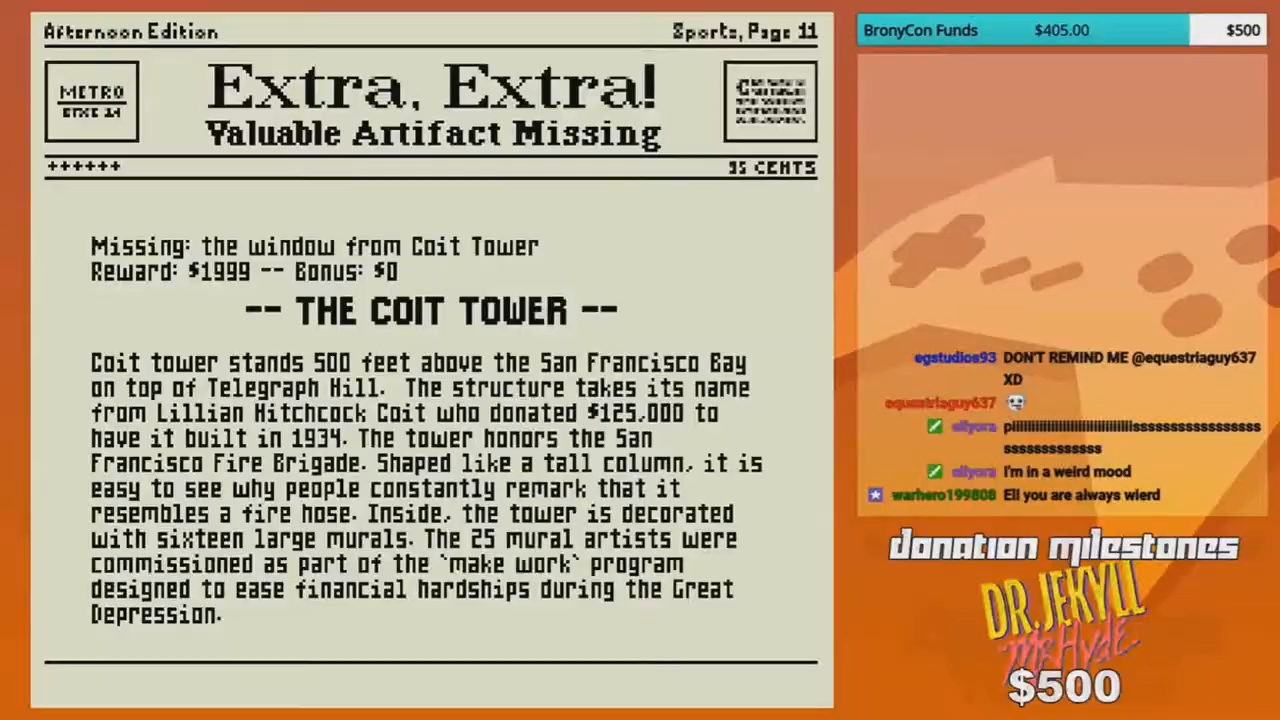 Afternoon Edition
Sports, Page 11
METRO
Extra, Extra!
Valuable Artifact Missing
++++++
95 CENTS
Missing: the window from Coit Tower
Reward: $1999 -- Bonus: $0
-- THE COIT TOWER --
Coit tower stands 500 feet above the San Francisco Bay
on top of Telegraph Hill. The structure takes its name
from Lillian Hitchcock Coit who donated $125,000 to
have it built in 1934. The tower honors the San
Francisco Fire Brigade. Shaped like a tall column, it is
easy to see why people constantly remark that it
resembles a fire hose. Inside, the tower is decorated
with sixteen large murals. The 25 mural artists were
commissioned as part of the `make work` program
designed to ease financial hardships during the Great
Depression.
BronyCon Funds $405.00 $500
egstudios93 DON'T REMIND ME @equestriaguy637
XD
equestriaguy637
ellyora piiiiiiiiiiiiiiiiiiiiiiiiiiiiiiiissssssssssssssssss
sssssssssssss
ellyora I'm in a weird mood
warhero199808 Ell you are always wierd
donation milestones
DR. JEKYLL
Mr. Hyde
$500